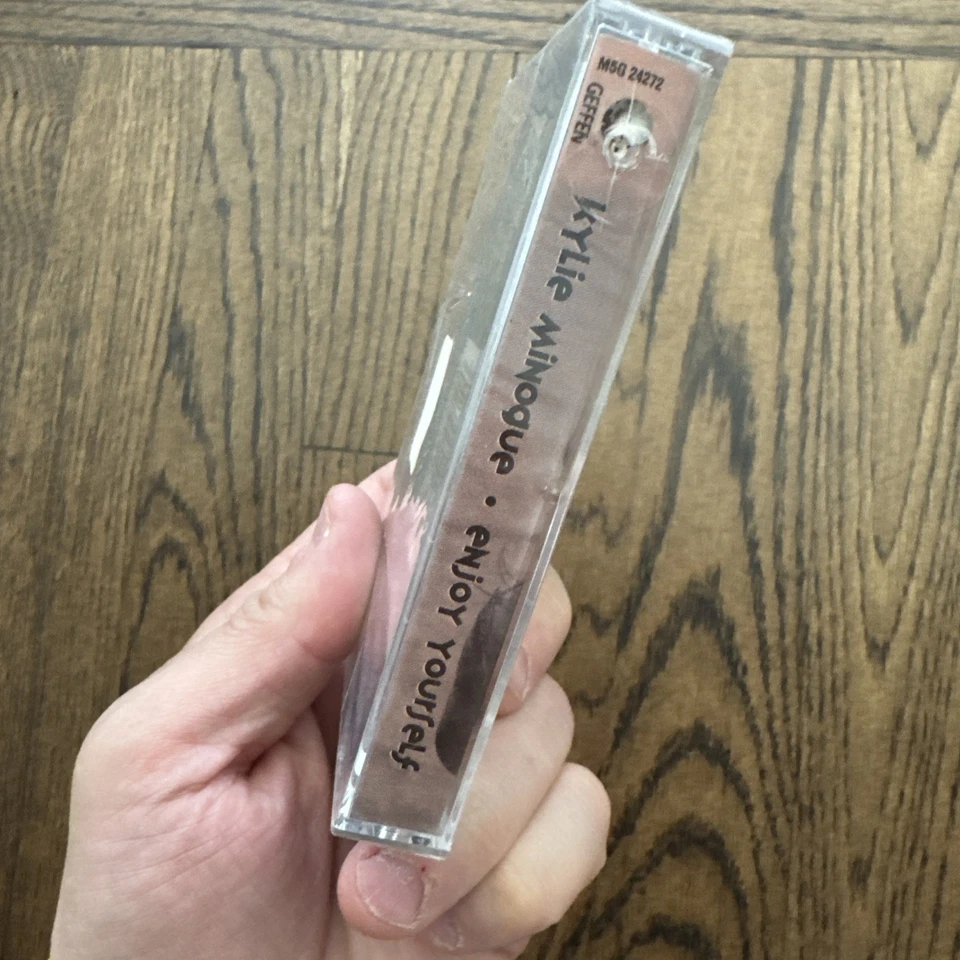 M5G 24272
GEFFEN
KYLIE MINOGUE • ENJOY YOURSELF